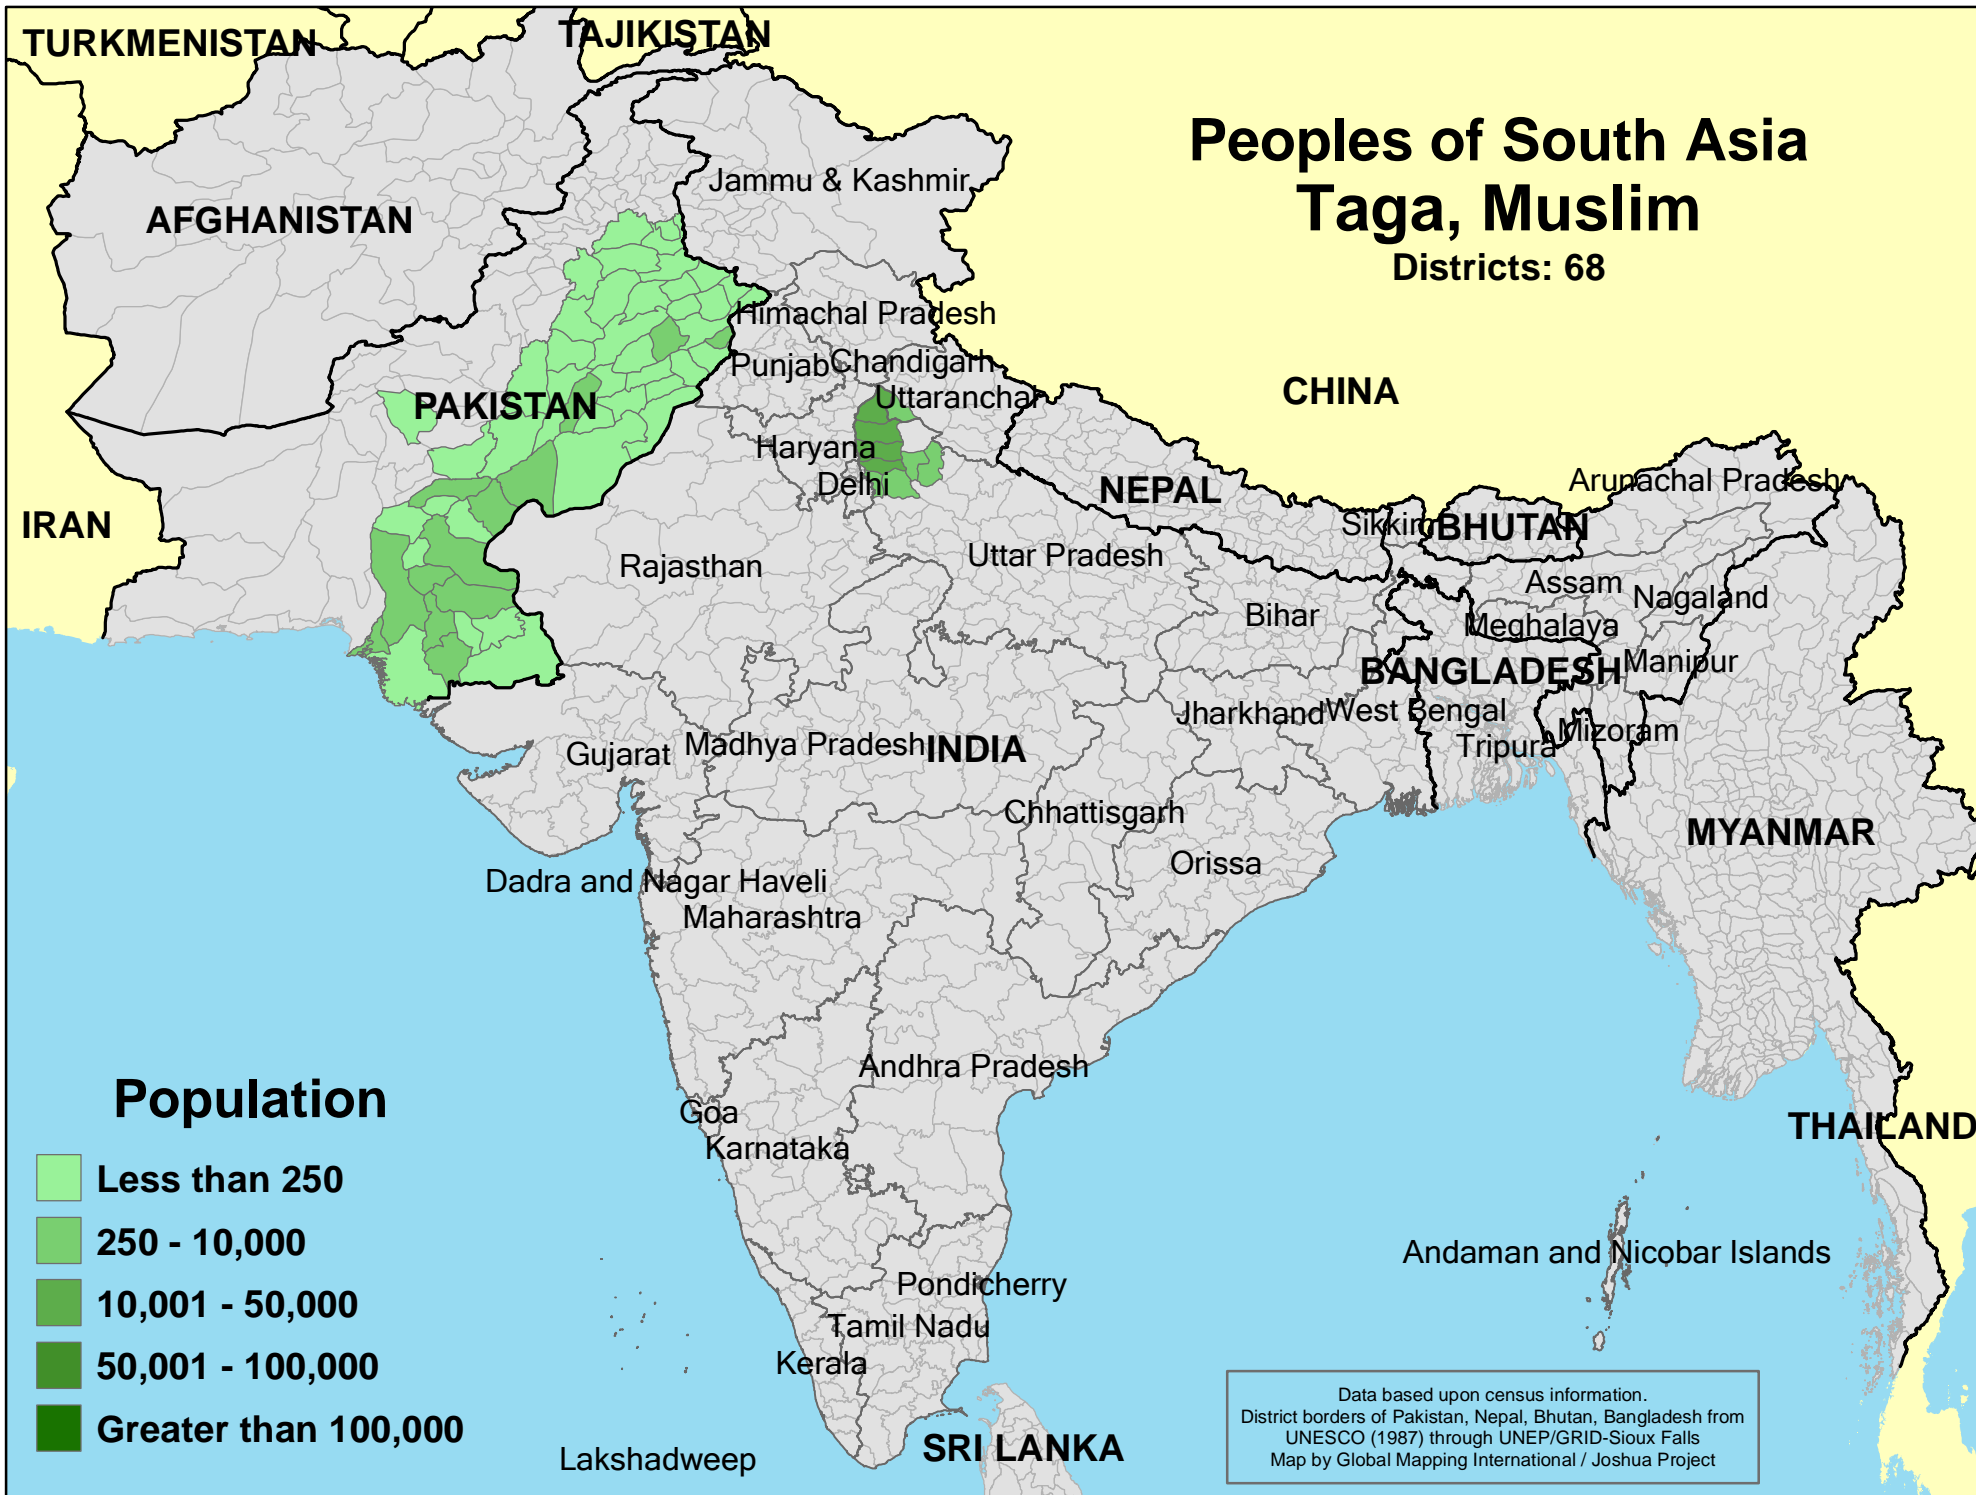 TURKMENISTAN
TAJIKISTAN
Peoples of South Asia
Taga, Muslim
Districts: 68
Jammu & Kashmir
AFGHANISTAN
Himachal Pradesh
Punjab
Chandigarh
CHINA
Uttaranchal
PAKISTAN
Haryana
Delhi
NEPAL
Arunachal Pradesh
IRAN
Sikkim
BHUTAN
Rajasthan
Uttar Pradesh
Assam
Nagaland
Bihar
Meghalaya
BANGLADESH
Manipur
Jharkhand
West Bengal
Mizoram
Tripura
Gujarat
Madhya Pradesh
INDIA
Chhattisgarh
MYANMAR
Orissa
Dadra and Nagar Haveli
Maharashtra
Andhra Pradesh
Population
Goa
Karnataka
THAILAND
Less than 250
250 - 10,000
10,001 - 50,000
50,001 - 100,000
Greater than 100,000
Andaman and Nicobar Islands
Pondicherry
Tamil Nadu
Kerala
Lakshadweep
SRI LANKA
Data based upon census information.
District borders of Pakistan, Nepal, Bhutan, Bangladesh from
UNESCO (1987) through UNEP/GRID-Sioux Falls
Map by Global Mapping International / Joshua Project